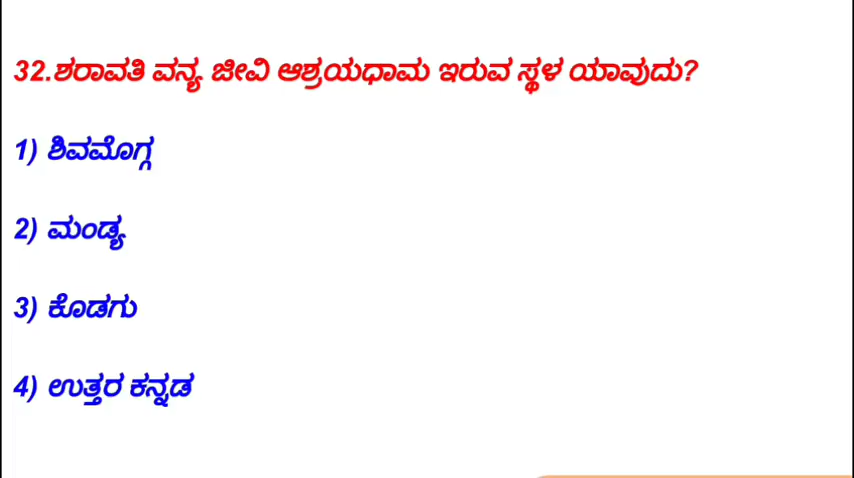 32.ಶರಾವತಿ ವನ್ಯ ಜೀವಿ ಆಶ್ರಯಧಾಮ ಇರುವ ಸ್ಥಳ ಯಾವುದು?
1) ಶಿವಮೊಗ್ಗ
2) ಮಂಡ್ಯ
3) ಕೊಡಗು
4) ಉತ್ತರ ಕನ್ನಡ